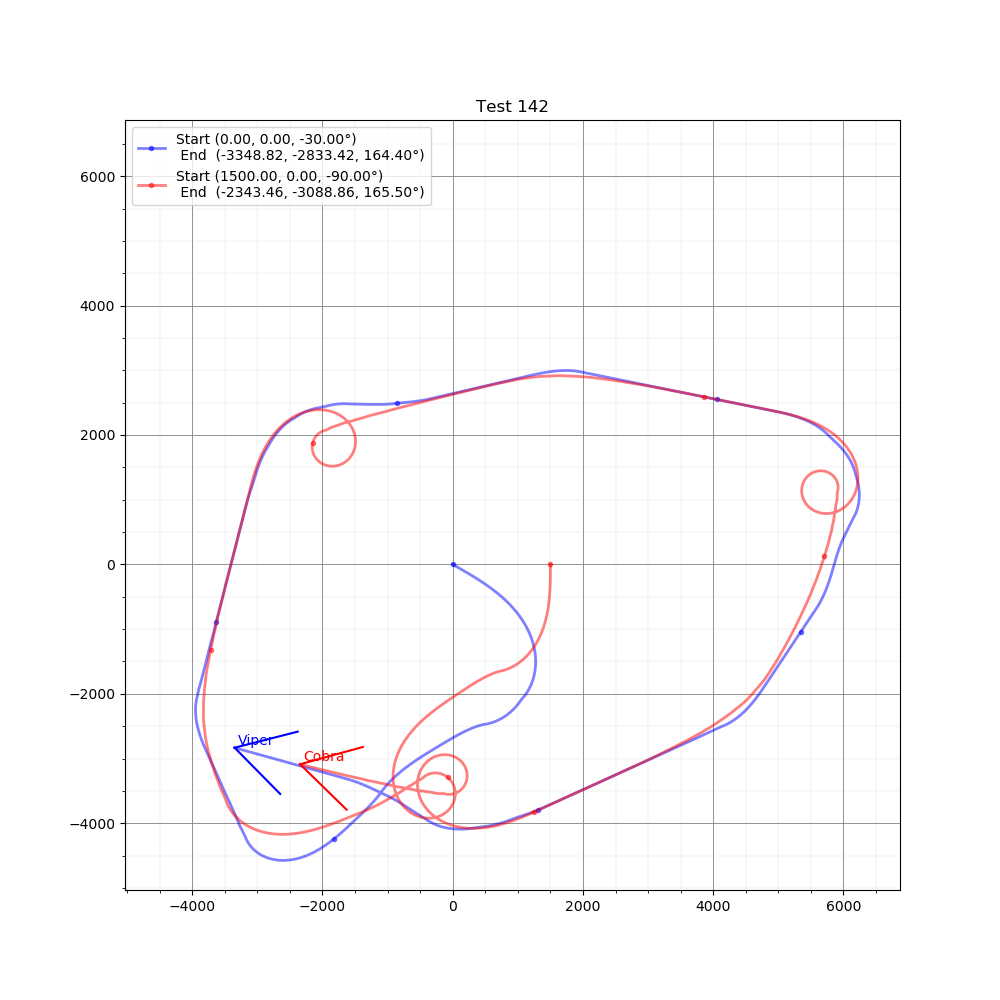 Test 142
Start (0.00, 0.00, -30.00°)
End (-3348.82, -2833.42, 164.40°)
Start (1500.00, 0.00, -90.00°)
End (-2343.46, -3088.86, 165.50°)
6000
4000
2000
0
−2000
−4000
Viper
Cobra
−4000
−2000
0
2000
4000
6000